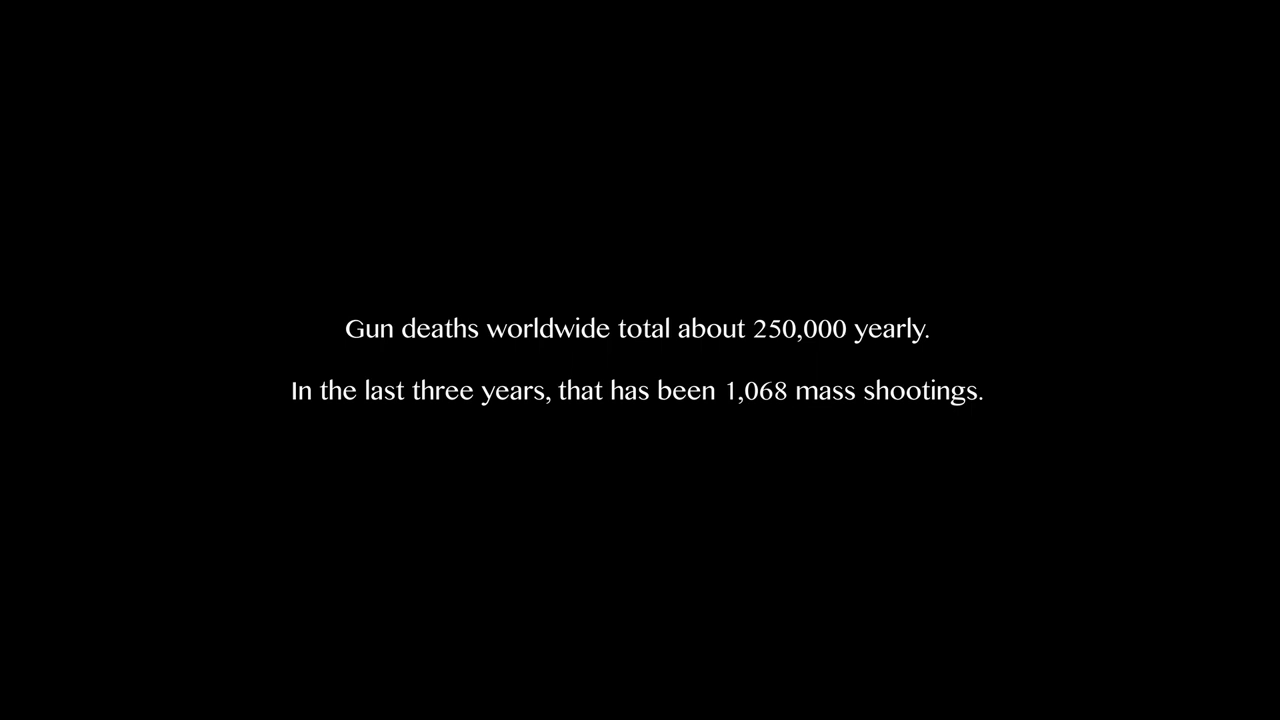 Gun deaths worldwide total about 250,000 yearly.
In the last three years, that has been 1,068 mass shootings.